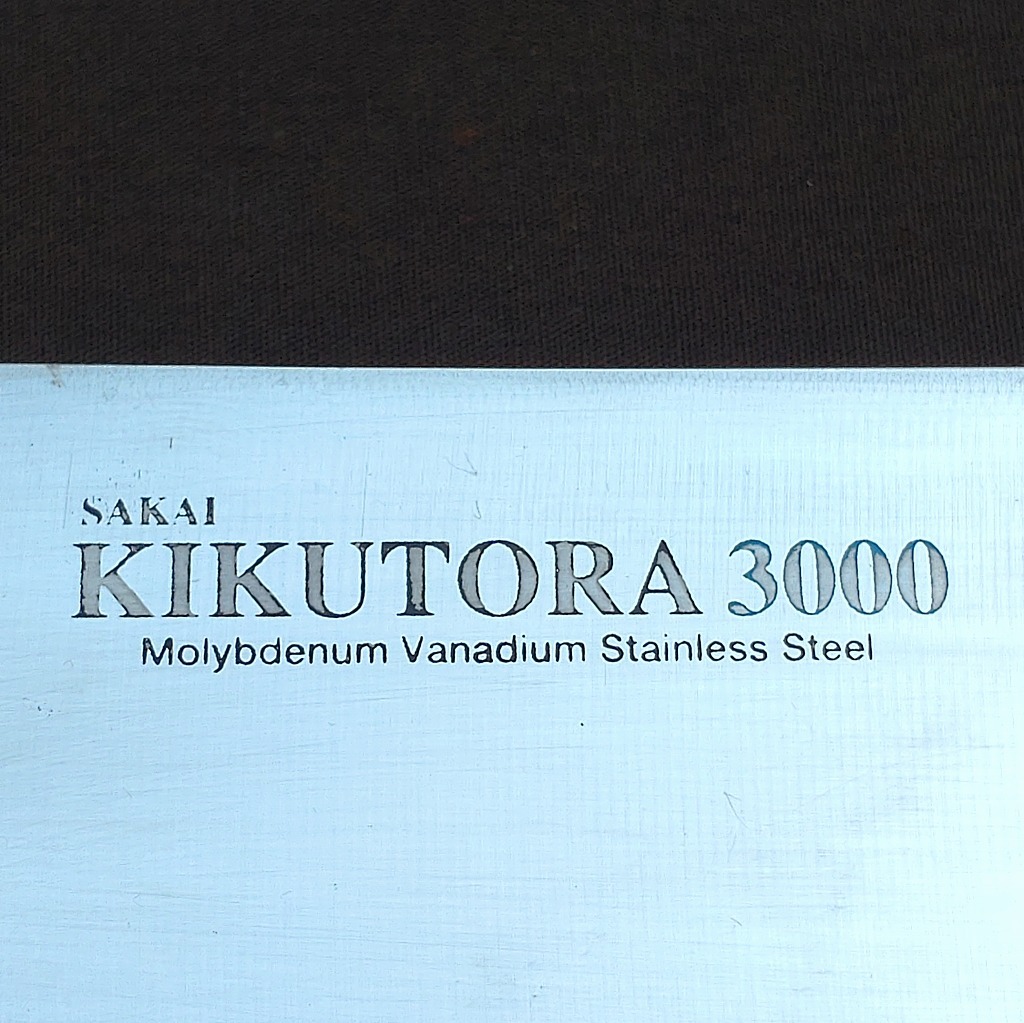 SAKAI
KIKUTORA 3000
Molybdenum Vanadium Stainless Steel